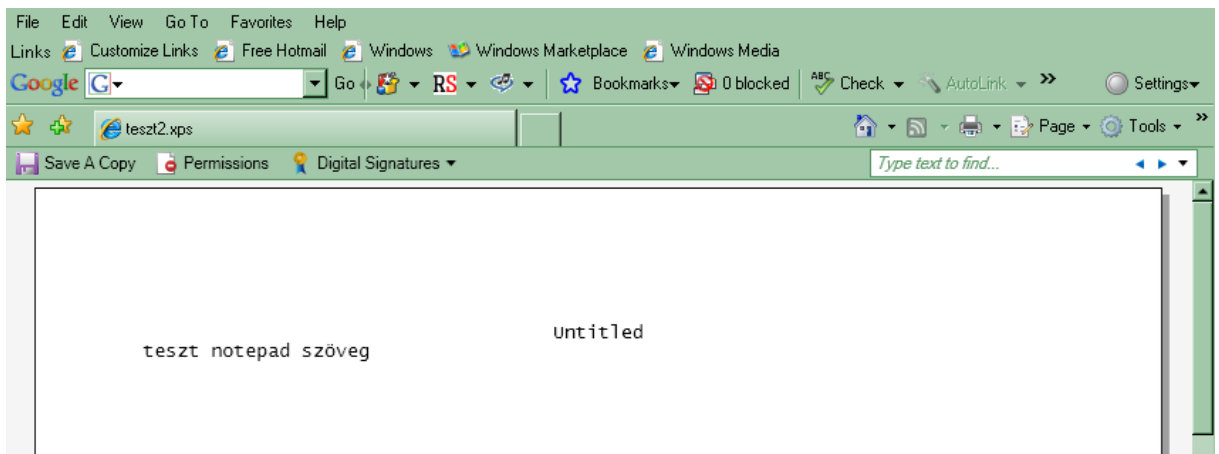 File Edit View Go To Favorites Help
Links Customize Links Free Hotmail Windows Windows Marketplace Windows Media
Google G Go RS Bookmarks 0 blocked ABC Check AutoLink >> Settings
teszt2.xps Page Tools >>
Save A Copy Permissions Digital Signatures Type text to find...
Untitled
teszt notepad szöveg